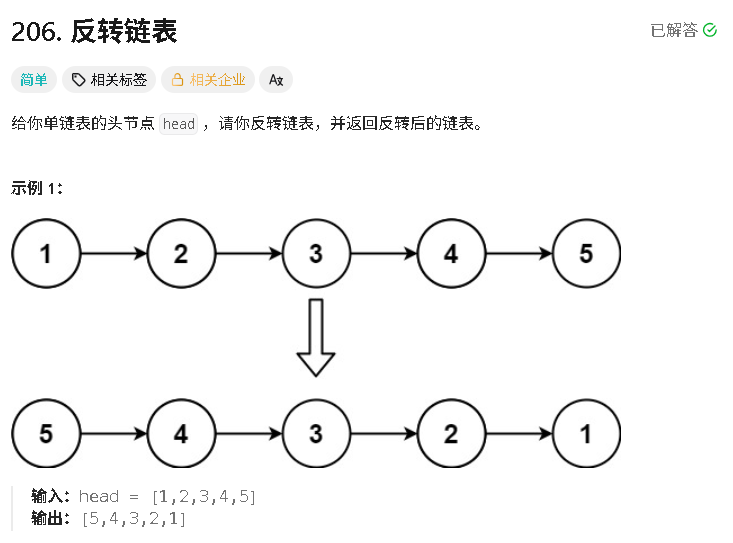 206. 反转链表 已解答
简单 相关标签 相关企业 A文
给你单链表的头节点 head ，请你反转链表，并返回反转后的链表。
示例 1：
1 2 3 4 5
5 4 3 2 1
输入：head = [1,2,3,4,5]
输出：[5,4,3,2,1]